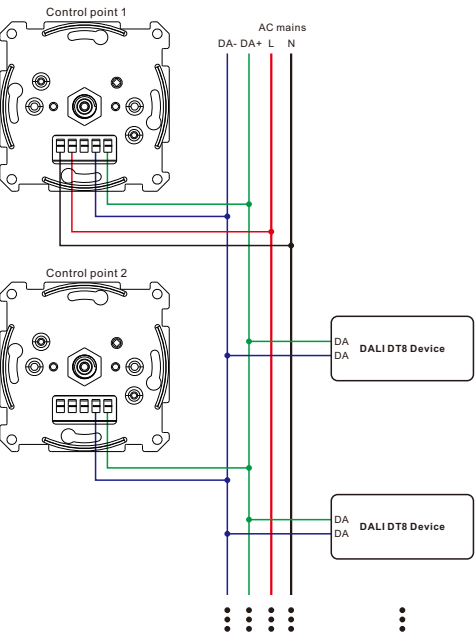 Control point 1
AC mains
DA- DA+ L N
Control point 2
DA
DA
DALI DT8 Device
DA
DA
DALI DT8 Device